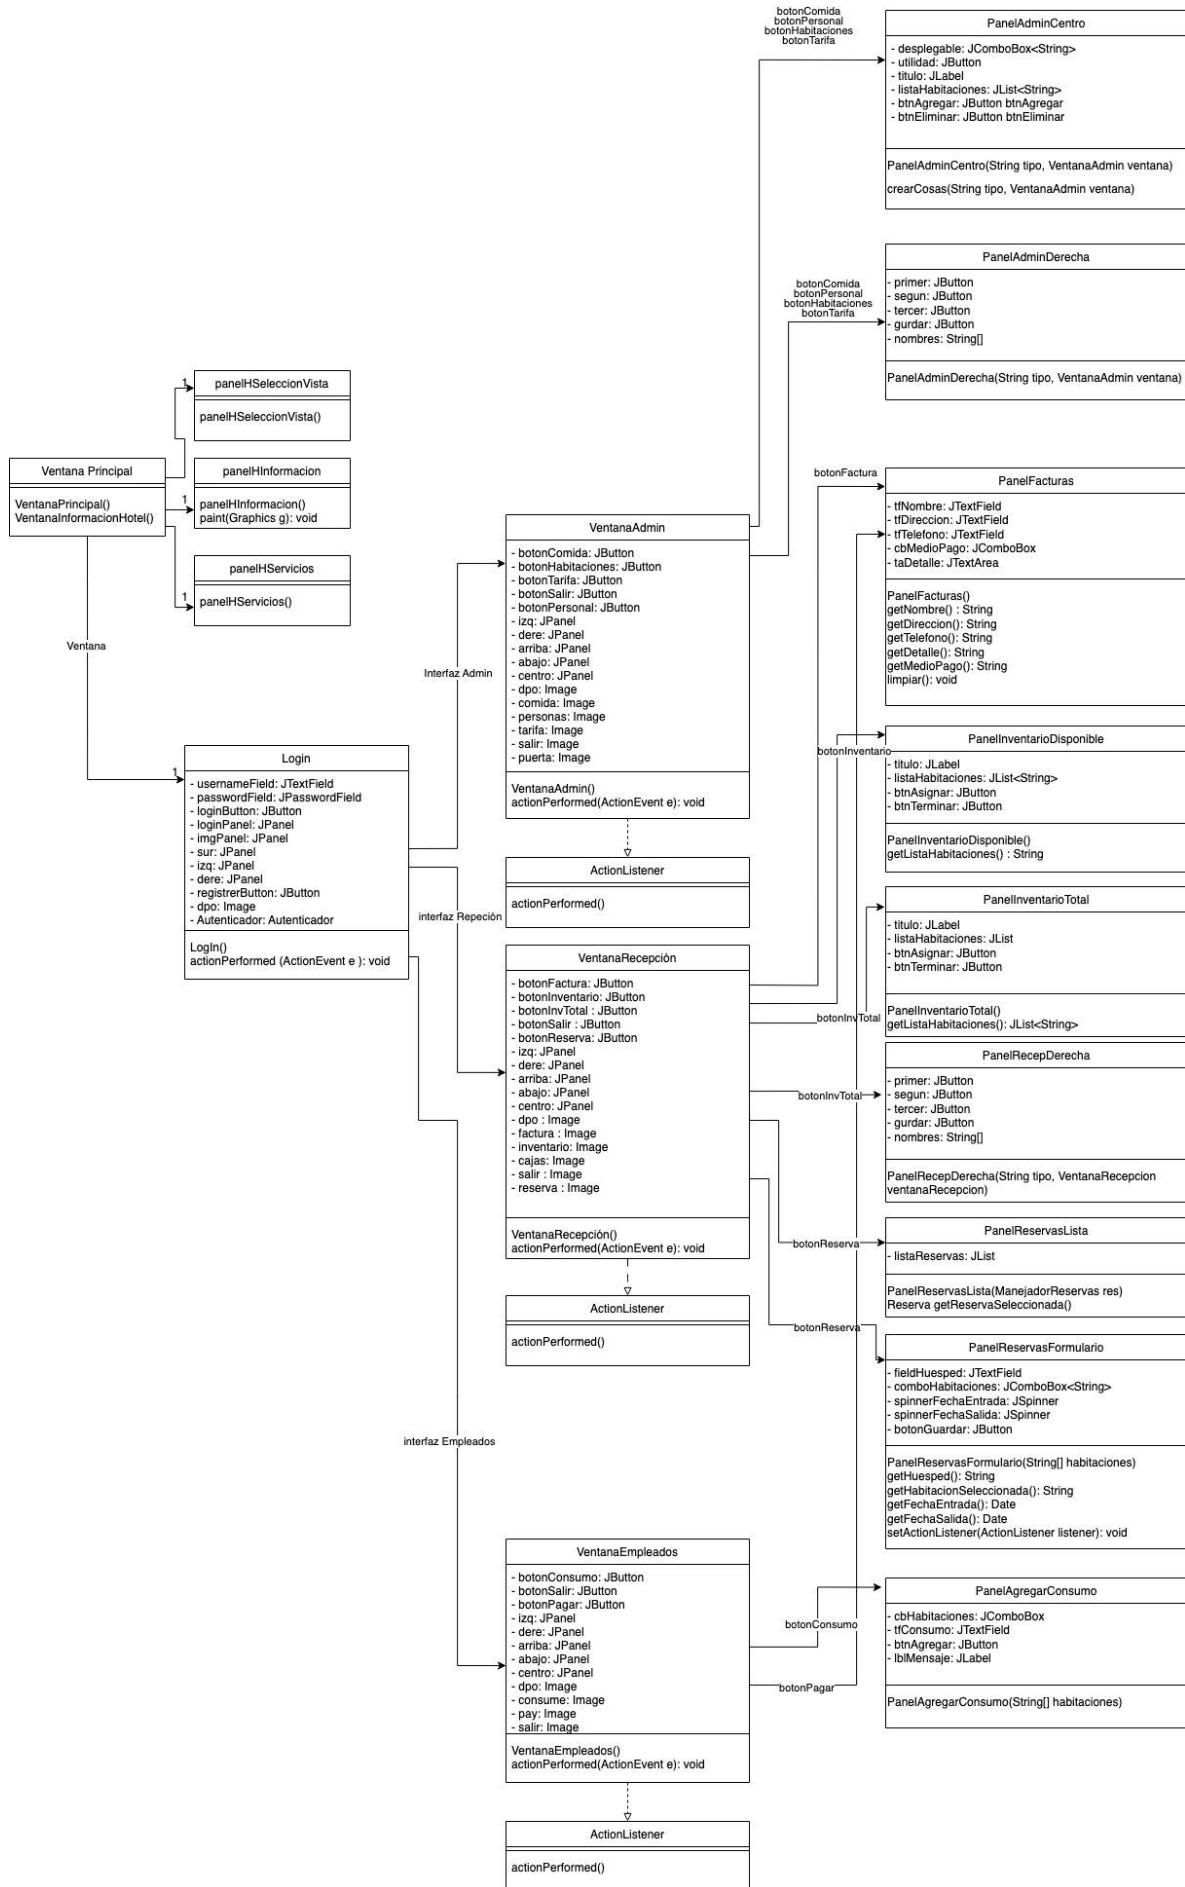 botonComida
botonPersonal
botonHabitaciones
botonTarifa
PanelAdminCentro
- desplegable: JComboBox<String>
- utilidad: JButton
- titulo: JLabel
- listaHabitaciones: JList<String>
- btnAgregar: JButton btnAgregar
- btnEliminar: JButton btnEliminar
PanelAdminCentro(String tipo, VentanaAdmin ventana)
crearCosas(String tipo, VentanaAdmin ventana)
botonComida
botonPersonal
botonHabitaciones
botonTarifa
PanelAdminDerecha
- primer: JButton
- segun: JButton
- tercer: JButton
- gurdar: JButton
- nombres: String[]
PanelAdminDerecha(String tipo, VentanaAdmin ventana)
1
panelHSeleccionVista
panelHSeleccionVista()
Ventana Principal
VentanaPrincipal()
VentanaInformacionHotel()
1
panelHInformacion
panelHInformacion()
paint(Graphics g): void
1
panelHServicios
panelHServicios()
Ventana
1
Login
- usernameField: JTextField
- passwordField: JPasswordField
- loginButton: JButton
- loginPanel: JPanel
- imgPanel: JPanel
- sur: JPanel
- izq: JPanel
- dere: JPanel
- registrerButton: JButton
- dpo: Image
- Autenticador: Autenticador
LogIn()
actionPerformed (ActionEvent e ): void
Interfaz Admin
interfaz Repeción
interfaz Empleados
VentanaAdmin
- botonComida: JButton
- botonHabitaciones: JButton
- botonTarifa: JButton
- botonSalir: JButton
- botonPersonal: JButton
- izq: JPanel
- dere: JPanel
- arriba: JPanel
- abajo: JPanel
- centro: JPanel
- dpo: Image
- comida: Image
- personas: Image
- tarifa: Image
- salir: Image
- puerta: Image
VentanaAdmin()
actionPerformed(ActionEvent e): void
ActionListener
actionPerformed()
VentanaRecepción
- botonFactura: JButton
- botonInventario: JButton
- botonInvTotal : JButton
- botonSalir : JButton
- botonReserva: JButton
- izq: JPanel
- dere: JPanel
- arriba: JPanel
- abajo: JPanel
- centro: JPanel
- dpo : Image
- factura : Image
- inventario: Image
- cajas: Image
- salir : Image
- reserva : Image
VentanaRecepción()
actionPerformed(ActionEvent e): void
ActionListener
actionPerformed()
VentanaEmpleados
- botonConsumo: JButton
- botonSalir: JButton
- botonPagar: JButton
- izq: JPanel
- dere: JPanel
- arriba: JPanel
- abajo: JPanel
- centro: JPanel
- dpo: Image
- consume: Image
- pay: Image
- salir: Image
VentanaEmpleados()
actionPerformed(ActionEvent e): void
ActionListener
actionPerformed()
botonFactura
PanelFacturas
- tfNombre: JTextField
- tfDireccion: JTextField
- tfTelefono: JTextField
- cbMedioPago: JComboBox
- taDetalle: JTextArea
PanelFacturas()
getNombre() : String
getDireccion(): String
getTelefono(): String
getDetalle(): String
getMedioPago(): String
limpiar(): void
botonInventario
PanelInventarioDisponible
- titulo: JLabel
- listaHabitaciones: JList<String>
- btnAsignar: JButton
- btnTerminar: JButton
PanelInventarioDisponible()
getListaHabitaciones() : String
botonInvTotal
PanelInventarioTotal
- titulo: JLabel
- listaHabitaciones: JList
- btnAsignar: JButton
- btnTerminar: JButton
PanelInventarioTotal()
getListaHabitaciones(): JList<String>
botonInvTotal
PanelRecepDerecha
- primer: JButton
- segun: JButton
- tercer: JButton
- gurdar: JButton
- nombres: String[]
PanelRecepDerecha(String tipo, VentanaRecepcion
ventanaRecepcion)
botonReserva
PanelReservasLista
- listaReservas: JList
PanelReservasLista(ManejadorReservas res)
Reserva getReservaSeleccionada()
botonReserva
PanelReservasFormulario
- fieldHuesped: JTextField
- comboHabitaciones: JComboBox<String>
- spinnerFechaEntrada: JSpinner
- spinnerFechaSalida: JSpinner
- botonGuardar: JButton
PanelReservasFormulario(String[] habitaciones)
getHuesped(): String
getHabitacionSeleccionada(): String
getFechaEntrada(): Date
getFechaSalida(): Date
setActionListener(ActionListener listener): void
botonConsumo
botonPagar
PanelAgregarConsumo
- cbHabitaciones: JComboBox
- tfConsumo: JTextField
- btnAgregar: JButton
- lblMensaje: JLabel
PanelAgregarConsumo(String[] habitaciones)